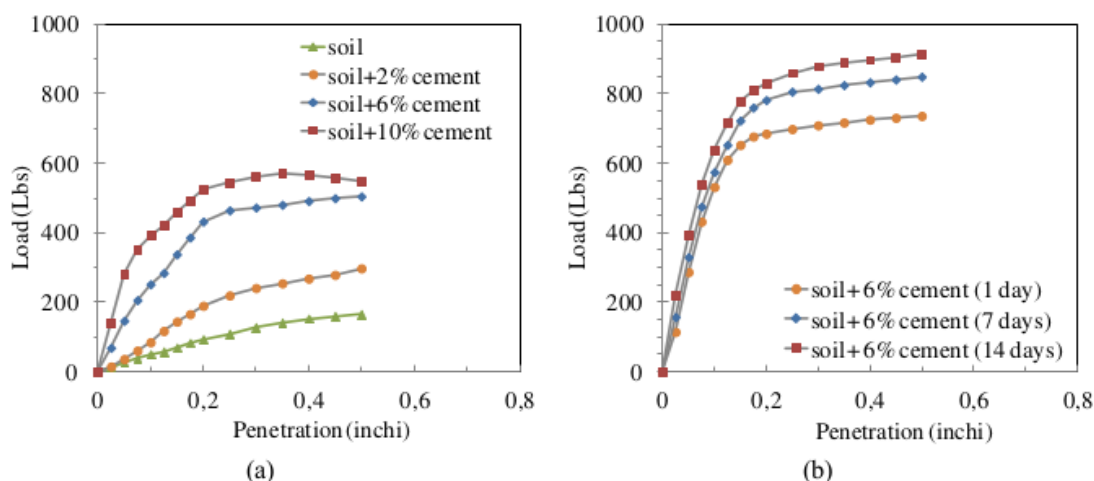 1000
800
600
400
200
0
Load (Lbs)
soil
soil+2% cement
soil+6% cement
soil+10% cement
0 0,2 0,4 0,6 0,8
Penetration (inchi)
(a)
1000
800
600
400
200
0
Load (Lbs)
soil+6% cement (1 day)
soil+6% cement (7 days)
soil+6% cement (14 days)
0 0,2 0,4 0,6 0,8
Penetration (inchi)
(b)